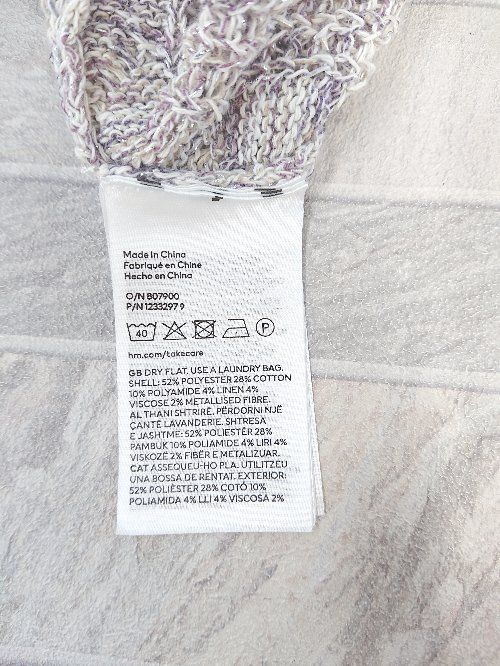 Made in China
Fabriqué en Chine
Hecho en China
O/N 807900
P/N 1233297 9
40 P
hm.com/takecare
GB DRY FLAT. USE A LAUNDRY BAG.
SHELL: 52% POLYESTER 28% COTTON
10% POLYAMIDE 4% LINEN 4%
VISCOSE 2% METALLISED FIBRE.
AL THANI SHTRIRË. PËRDORNI NJË
ÇANTË LAVANDERIE. SHTRESA
E JASHTME: 52% POLIESTËR 28%
PAMBUK 10% POLIAMIDE 4% LIRI 4%
VISKOZË 2% FIBËR E METALIZUAR.
CAT ASSEQUEU-HO PLA. UTILITZEU
UNA BOSSA DE RENTAT. EXTERIOR:
52% POLIÈSTER 28% COTÓ 10%
POLIAMIDA 4% LLI 4% VISCOSA 2%